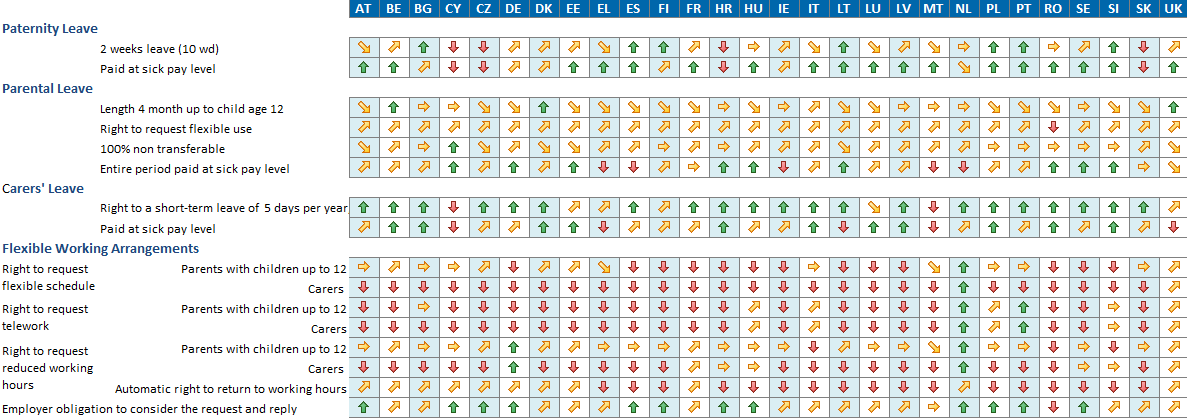 AT BE BG CY CZ DE DK EE EL ES FI FR HR HU IE IT LT LU LV MT NL PL PT RO SE SI SK UK
Paternity Leave
2 weeks leave (10 wd)
Paid at sick pay level
Parental Leave
Length 4 month up to child age 12
Right to request flexible use
100% non transferable
Entire period paid at sick pay level
Carers' Leave
Right to a short-term leave of 5 days per year
Paid at sick pay level
Flexible Working Arrangements
Right to request Parents with children up to 12
flexible schedule
Carers
Right to request Parents with children up to 12
telework
Carers
Right to request Parents with children up to 12
reduced working Carers
hours
Automatic right to return to working hours
Employer obligation to consider the request and reply